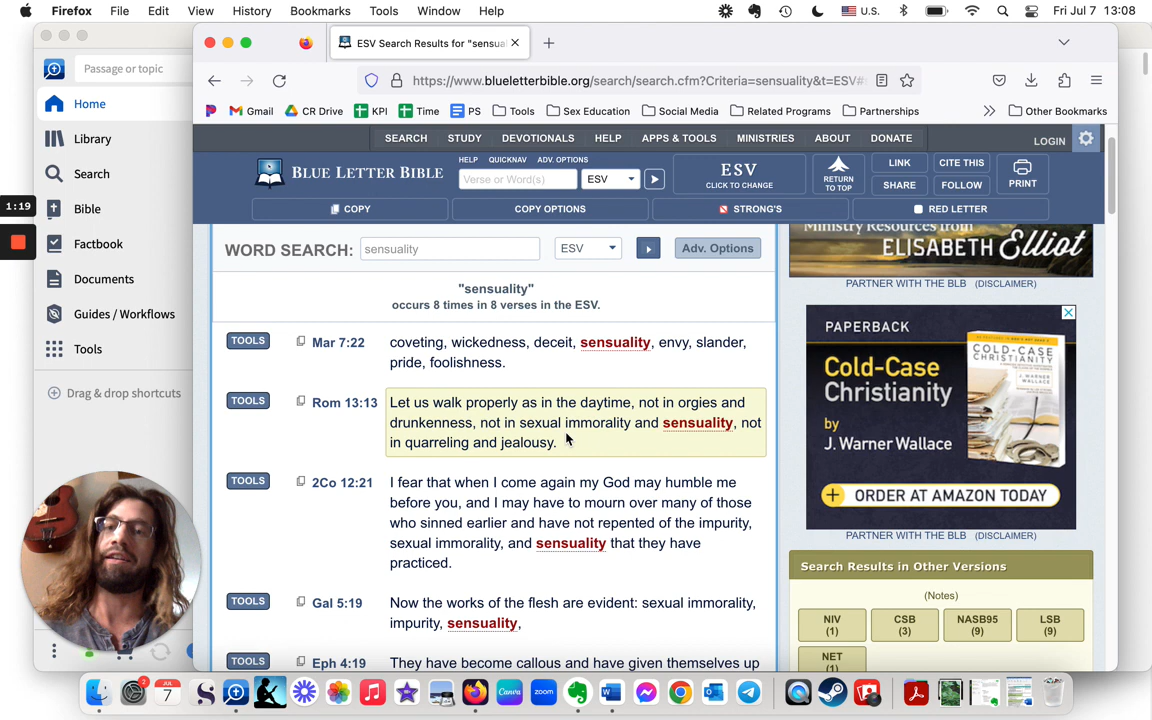 Firefox File Edit View History Bookmarks Tools Window Help U.S. Fri Jul 7 13:08
ESV Search Results for "sensua
Passage or topic
https://www.blueletterbible.org/search/search.cfm?Criteria=sensuality&t=ESV#
Home
Gmail CR Drive KPI Time PS Tools Sex Education Social Media Related Programs Partnerships Other Bookmarks
Library
SEARCH STUDY DEVOTIONALS HELP APPS & TOOLS MINISTRIES ABOUT DONATE LOGIN
Search
HELP QUICKNAV ADV. OPTIONS
BLUE LETTER BIBLE Verse or Word(s) ESV
ESV
CLICK TO CHANGE
RETURN
TO TOP
LINK CITE THIS
SHARE FOLLOW
PRINT
1:19
Bible
COPY COPY OPTIONS STRONG'S RED LETTER
Factbook
WORD SEARCH: sensuality ESV Adv. Options
Ministry Resources from
ELISABETH Elliot
Documents
PARTNER WITH THE BLB (DISCLAIMER)
"sensuality"
occurs 8 times in 8 verses in the ESV.
Guides / Workflows
Tools
Drag & drop shortcuts
TOOLS Mar 7:22 coveting, wickedness, deceit, sensuality, envy, slander,
pride, foolishness.
TOOLS Rom 13:13 Let us walk properly as in the daytime, not in orgies and
drunkenness, not in sexual immorality and sensuality, not
in quarreling and jealousy.
TOOLS 2Co 12:21 I fear that when I come again my God may humble me
before you, and I may have to mourn over many of those
who sinned earlier and have not repented of the impurity,
sexual immorality, and sensuality that they have
practiced.
TOOLS Gal 5:19 Now the works of the flesh are evident: sexual immorality,
impurity, sensuality,
TOOLS Eph 4:19 They have become callous and have given themselves up
PAPERBACK
Cold-Case
Christianity
by
J. Warner Wallace
COLD-CASE
CHRISTIANITY
J. WARNER WALLACE
ORDER AT AMAZON TODAY
PARTNER WITH THE BLB (DISCLAIMER)
Search Results in Other Versions
(Notes)
NIV
(1)
CSB
(3)
NASB95
(9)
LSB
(9)
NET
(1)
2
JUL
7
Canva
zoom